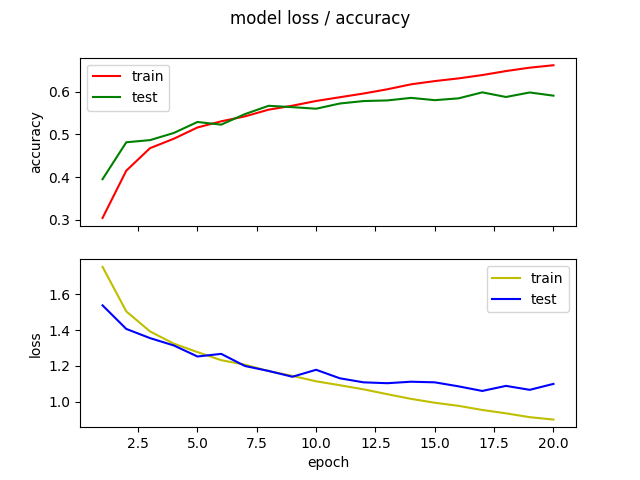 model loss / accuracy
train
test
accuracy
0.6
0.5
0.4
0.3
train
test
loss
1.6
1.4
1.2
1.0
2.5 5.0 7.5 10.0 12.5 15.0 17.5 20.0
epoch